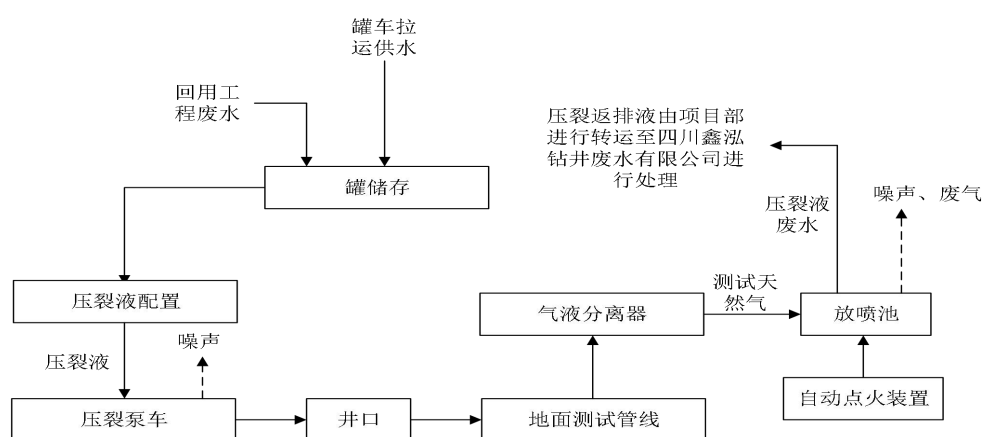 罐车拉
运供水
回用工
程废水
罐储存
压裂返排液由项目部
进行转运至四川鑫泓
钻井废水有限公司进
行处理
压裂液
废水
噪声、废气
压裂液配置
气液分离器
测试天
然气
放喷池
压裂液
噪声
自动点火装置
压裂泵车
井口
地面测试管线